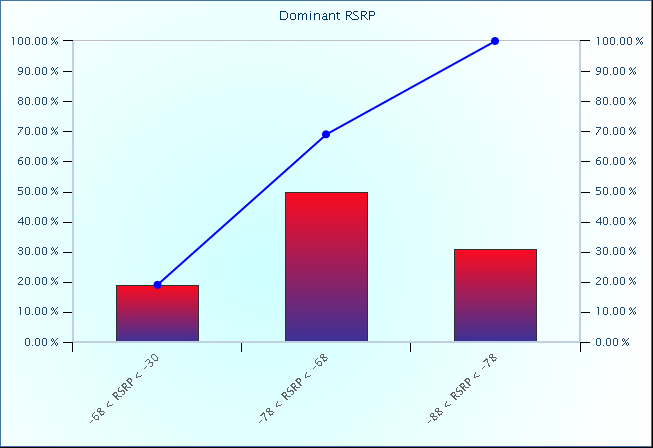 Dominant RSRP
100.00 % 100.00 %
90.00 % 90.00 %
80.00 % 80.00 %
70.00 % 70.00 %
60.00 % 60.00 %
50.00 % 50.00 %
40.00 % 40.00 %
30.00 % 30.00 %
20.00 % 20.00 %
10.00 % 10.00 %
0.00 % 0.00 %
-68 < RSRP < -30
-78 < RSRP < -68
-88 < RSRP < -78